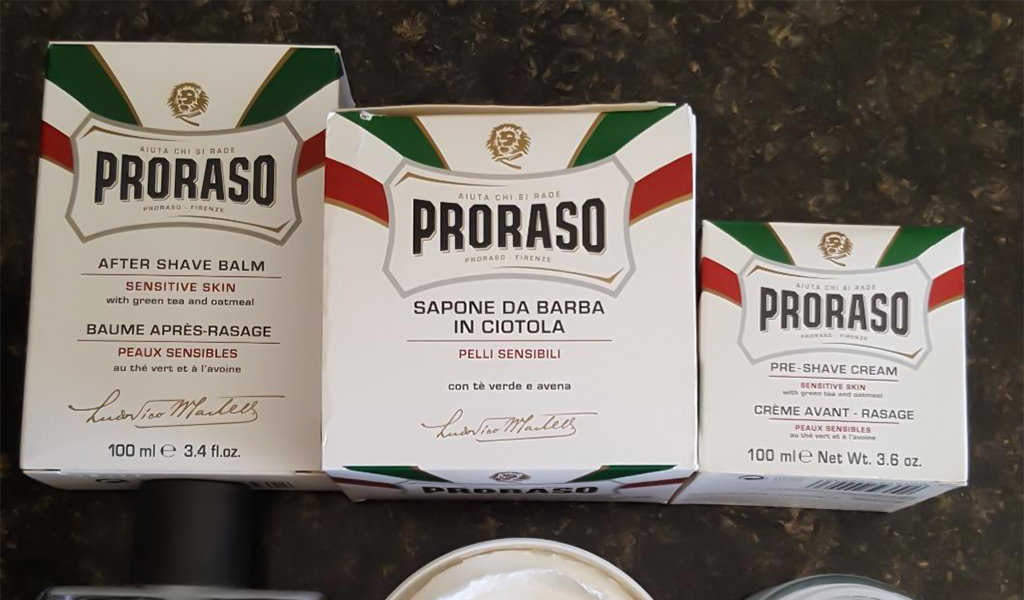 AIUTA CHI SI RADE
PRORASO
PRORASO - FIRENZE
AFTER SHAVE BALM
SENSITIVE SKIN
with green tea and oatmeal
BAUME APRÈS-RASAGE
PEAUX SENSIBLES
au thé vert et à l'avoine
Ludovico Martelli
100 ml ℮ 3.4 fl.oz.
AIUTA CHI SI RADE
PRORASO
PRORASO - FIRENZE
SAPONE DA BARBA
IN CIOTOLA
PELLI SENSIBILI
con tè verde e avena
Ludovico Martelli
PRORASO
AIUTA CHI SI RADE
PRORASO
PRORASO - FIRENZE
PRE-SHAVE CREAM
SENSITIVE SKIN
with green tea and oatmeal
CRÈME AVANT - RASAGE
PEAUX SENSIBLES
au thé vert et à l'avoine
100 ml ℮ Net Wt. 3.6 oz.